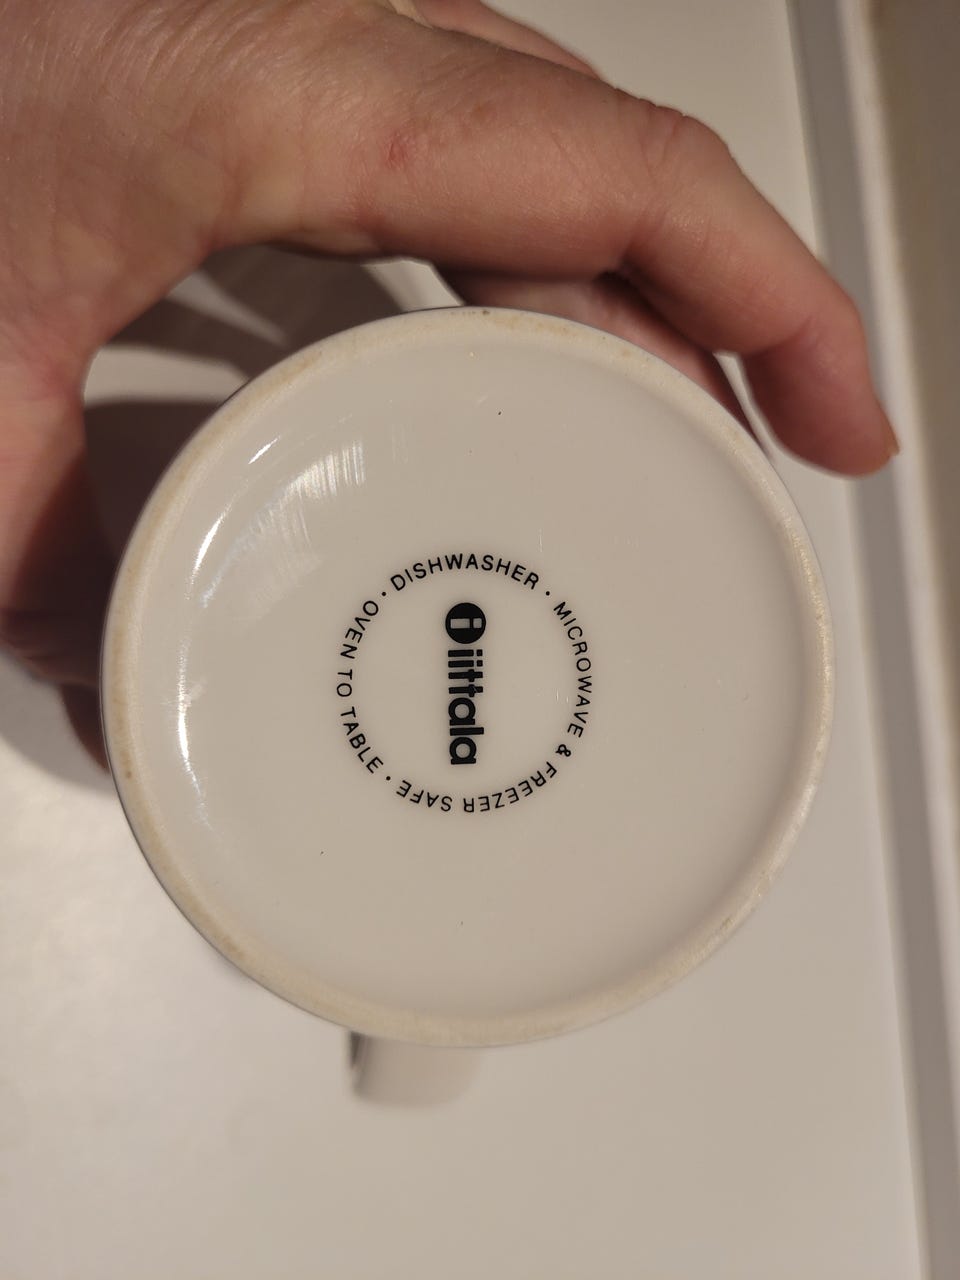 i iittala
OVEN TO TABLE · DISHWASHER · MICROWAVE & FREEZER SAFE ·